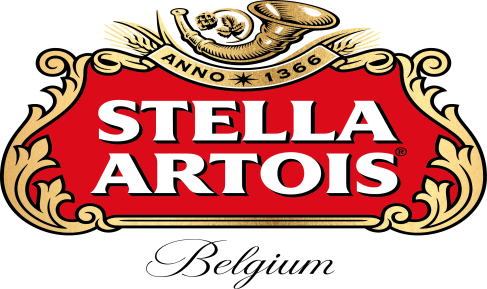 ANNO ★ 1366
STELLA
ARTOIS®
Belgium